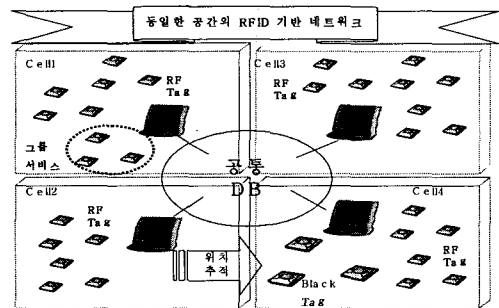 동일한 공간의 RFID 기반 네트워크
Cell1
RF
Tag
그룹
서비스
Cell3
RF
Tag
공통
DB
Cell2
RF
Tag
위치
추적
Cell4
RF
Tag
Black
Tag